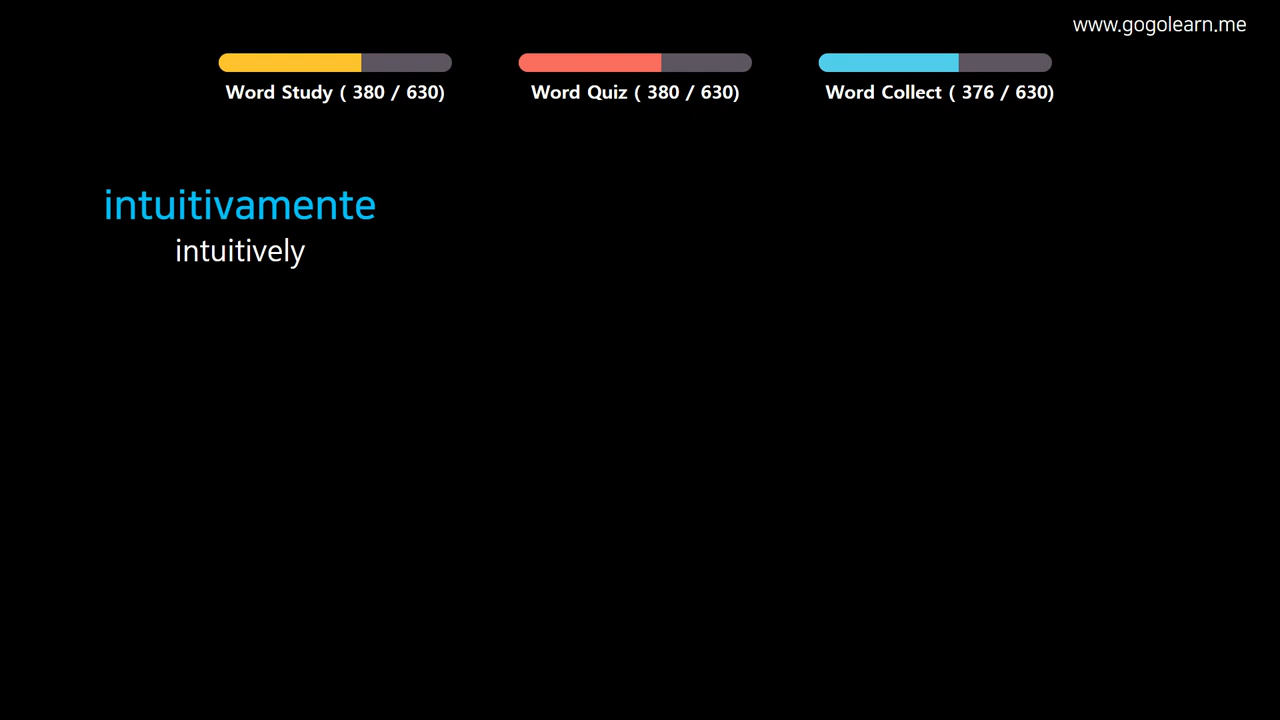 www.gogolearn.me
Word Study ( 380 / 630)
Word Quiz ( 380 / 630)
Word Collect ( 376 / 630)
intuitivamente
intuitively